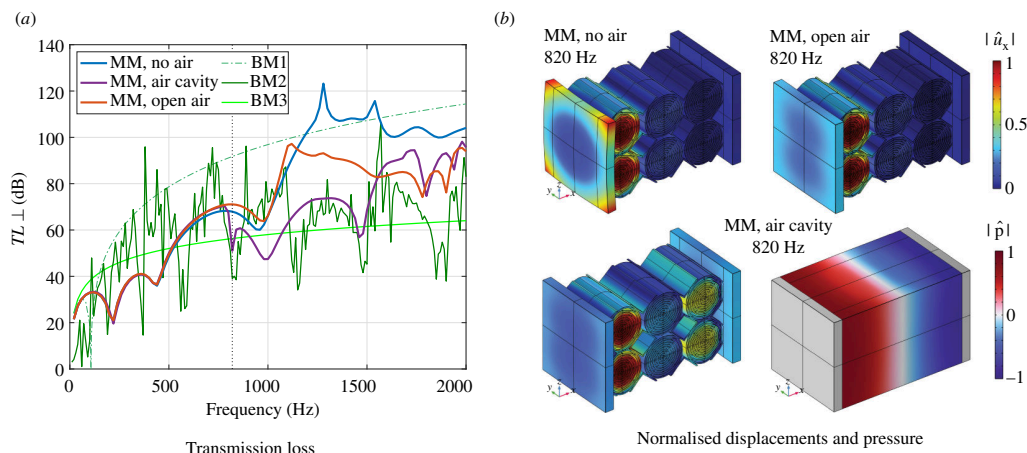 (a)
140
120
100
80
60
40
20
0
TL ⊥ (dB)
MM, no air
MM, air cavity
MM, open air
BM1
BM2
BM3
0
500
1000
1500
2000
Frequency (Hz)
Transmission loss
(b)
MM, no air
820 Hz
MM, open air
820 Hz
| û_x |
1
0.5
0
MM, air cavity
820 Hz
| p̂ |
1
0
−1
z
y
x
z
y
x
z
y
x
z
y
x
Normalised displacements and pressure